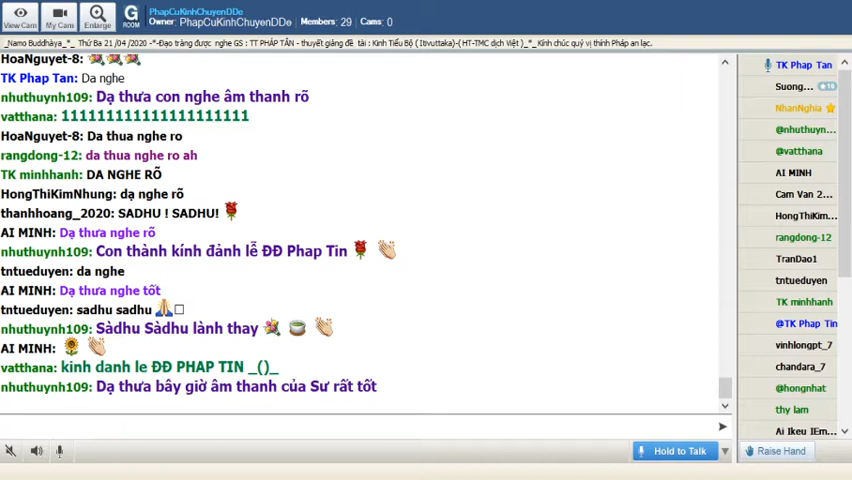 View Cam
My Cam
Enlarge
G
ROOM
PhapCuKinhChuyenDDe
Owner: PhapCuKinhChuyenDDe Members: 29 Cams: 0
_Namo Buddhàya_*_ Thứ Ba 21 /04 /2020 -*-Đạo tràng được nghe GS : TT PHÁP TÂN - thuyết giảng đề tài : Kinh Tiểu Bộ ( Itivuttaka)-( HT-TMC dịch Việt )_*_ Kính chúc quý vị thính Pháp an lạc.
HoaNguyet-8:
TK Phap Tan: Da nghe
nhuthuynh109: Dạ thưa con nghe âm thanh rõ
vatthana: 111111111111111111111
HoaNguyet-8: Da thua nghe ro
rangdong-12: da thua nghe ro ah
TK minhhanh: DA NGHE RÕ
HongThiKimNhung: dạ nghe rõ
thanhhoang_2020: SADHU ! SADHU!
AI MINH: Dạ thưa nghe rõ
nhuthuynh109: Con thành kính đảnh lễ ĐĐ Phap Tin
tntueduyen: da nghe
AI MINH: Dạ thưa nghe tốt
tntueduyen: sadhu sadhu
nhuthuynh109: Sàdhu Sàdhu lành thay
AI MINH:
vatthana: kinh danh le ĐĐ PHAP TIN _()_
nhuthuynh109: Dạ thưa bây giờ âm thanh của Sư rất tốt
TK Phap Tan
Suong... 10
NhanNghia
@nhuthuyn...
@vatthana
AI MINH
Cam Van 2...
HongThiKim...
rangdong-12
TranDao1
tntueduyen
TK minhhanh
@TK Phap Tin
vinhlongpt_7
chandara_7
@hongnhat
thy lam
Ai Ikeu IEm...
Hold to Talk
Raise Hand